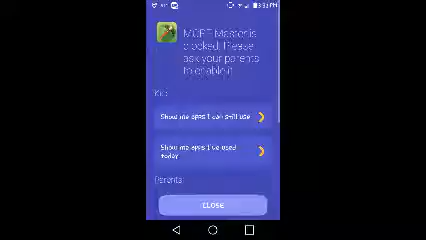 MCPE Master is
blocked. Please
ask your parents
to enable it
Kids
Show me apps I can still use
Show me apps I've used
today
Parents
CLOSE